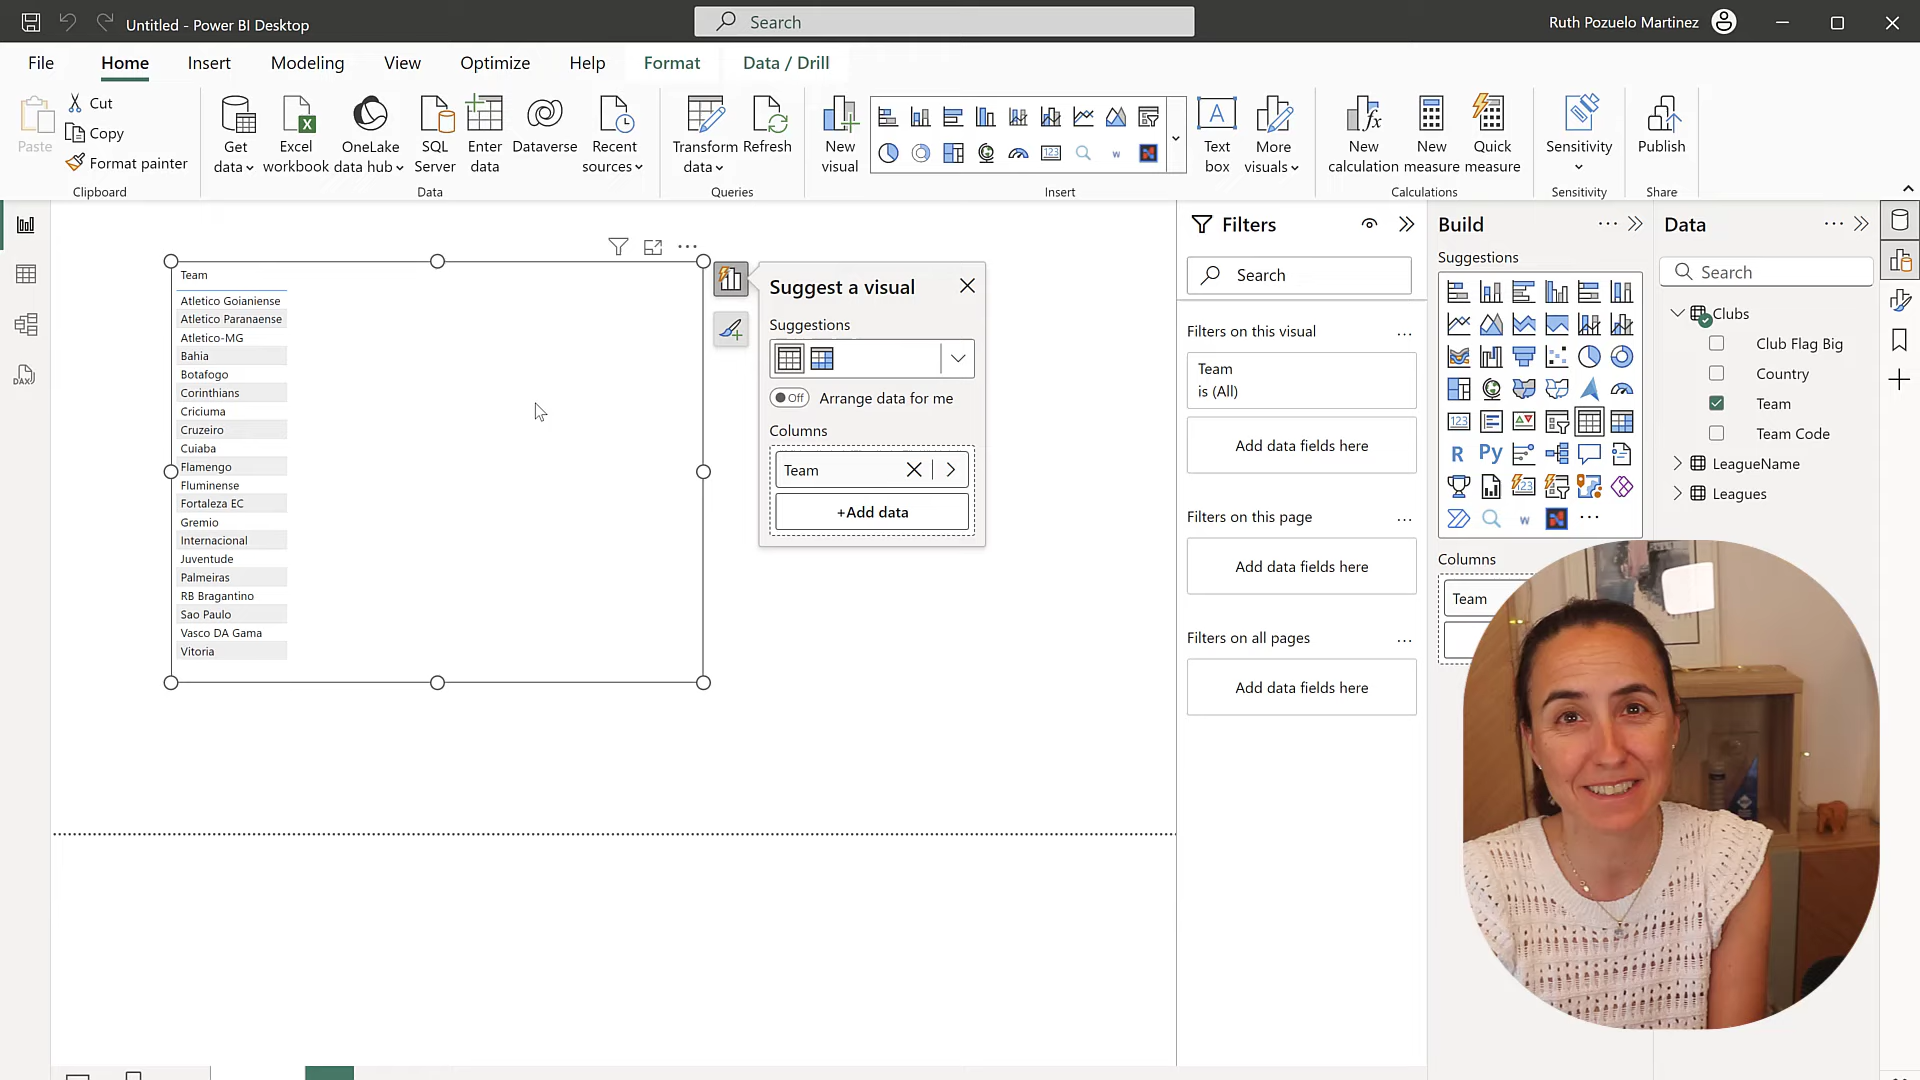 Untitled - Power BI Desktop
Search
Ruth Pozuelo Martinez
File
Home
Insert
Modeling
View
Optimize
Help
Format
Data / Drill
Paste
Cut
Copy
Format painter
Clipboard
Get
data
Excel
workbook
OneLake
data hub
SQL
Server
Enter
data
Dataverse
Recent
sources
Data
Transform
data
Refresh
Queries
New
visual
123
w
Text
box
More
visuals
Insert
New
calculation
New
measure
Quick
measure
Calculations
Sensitivity
Sensitivity
Publish
Share
DAX
Team
Atletico Goianiense
Atletico Paranaense
Atletico-MG
Bahia
Botafogo
Corinthians
Criciuma
Cruzeiro
Cuiaba
Flamengo
Fluminense
Fortaleza EC
Gremio
Internacional
Juventude
Palmeiras
RB Bragantino
Sao Paulo
Vasco DA Gama
Vitoria
Suggest a visual
Suggestions
Off
Arrange data for me
Columns
Team
+Add data
Filters
Search
Filters on this visual
Team
is (All)
Add data fields here
Filters on this page
Add data fields here
Filters on all pages
Add data fields here
Build
Suggestions
123
R
Py
123
w
Columns
Team
Data
Search
Clubs
Club Flag Big
Country
Team
Team Code
LeagueName
Leagues